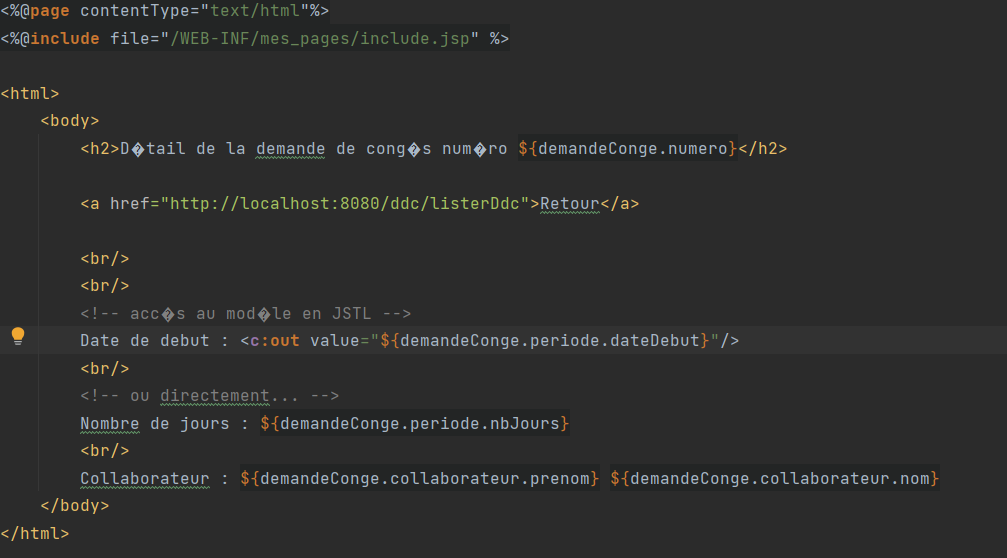 <%@page contentType="text/html"%>
<%@include file="/WEB-INF/mes_pages/include.jsp" %>
<html>
<body>
<h2>D�tail de la demande de cong�s num�ro ${demandeConge.numero}</h2>
<a href="http://localhost:8080/ddc/listerDdc">Retour</a>
<br/>
<br/>
<!-- acc�s au mod�le en JSTL -->
Date de debut : <c:out value="${demandeConge.periode.dateDebut}"/>
<br/>
<!-- ou directement... -->
Nombre de jours : ${demandeConge.periode.nbJours}
<br/>
Collaborateur : ${demandeConge.collaborateur.prenom} ${demandeConge.collaborateur.nom}
</body>
</html>